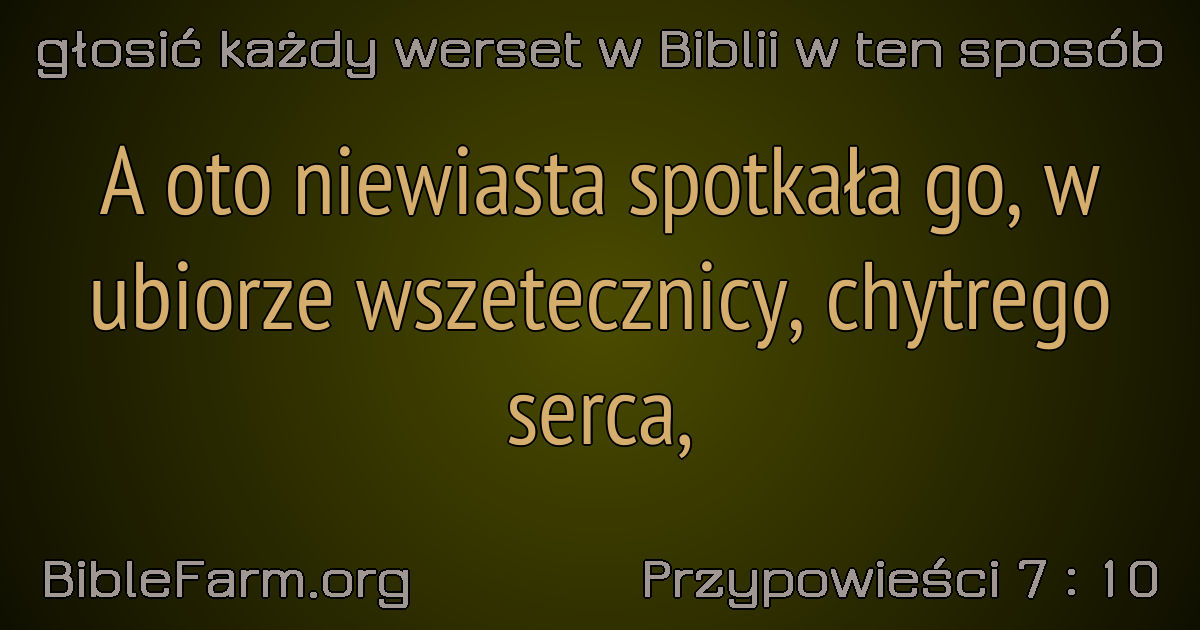 głosić każdy werset w Biblii w ten sposób
A oto niewiasta spotkała go, w
ubiorze wszetecznicy, chytrego
serca,
BibleFarm.org
Przypowieści 7 : 10